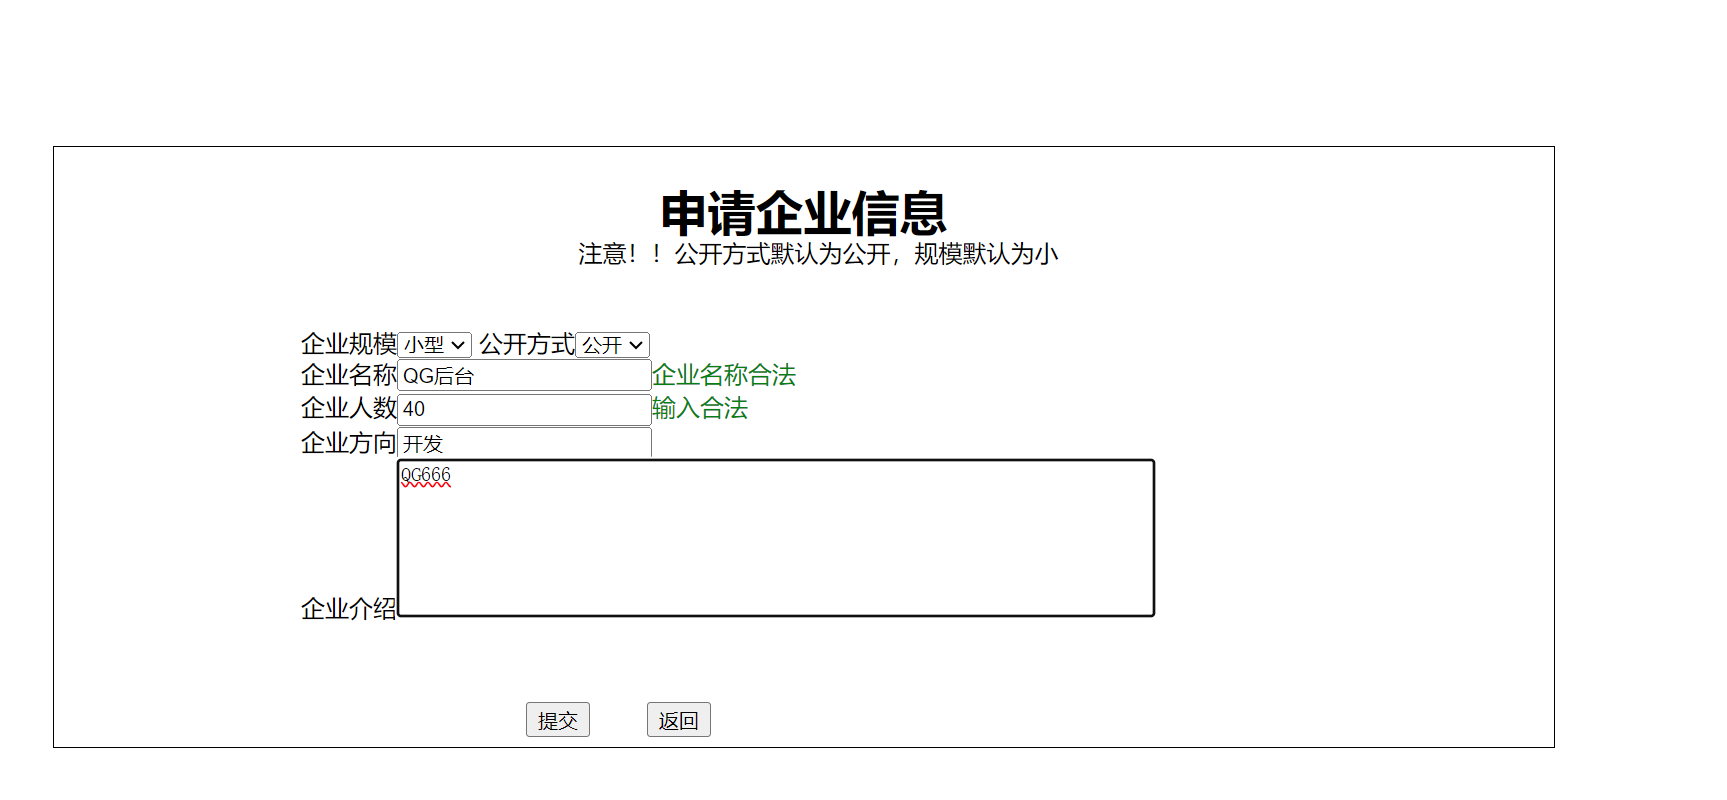 申请企业信息
注意！！公开方式默认为公开，规模默认为小
企业规模小型 公开方式公开
企业名称QG后台企业名称合法
企业人数40输入合法
企业方向开发
QG666
企业介绍
提交 返回